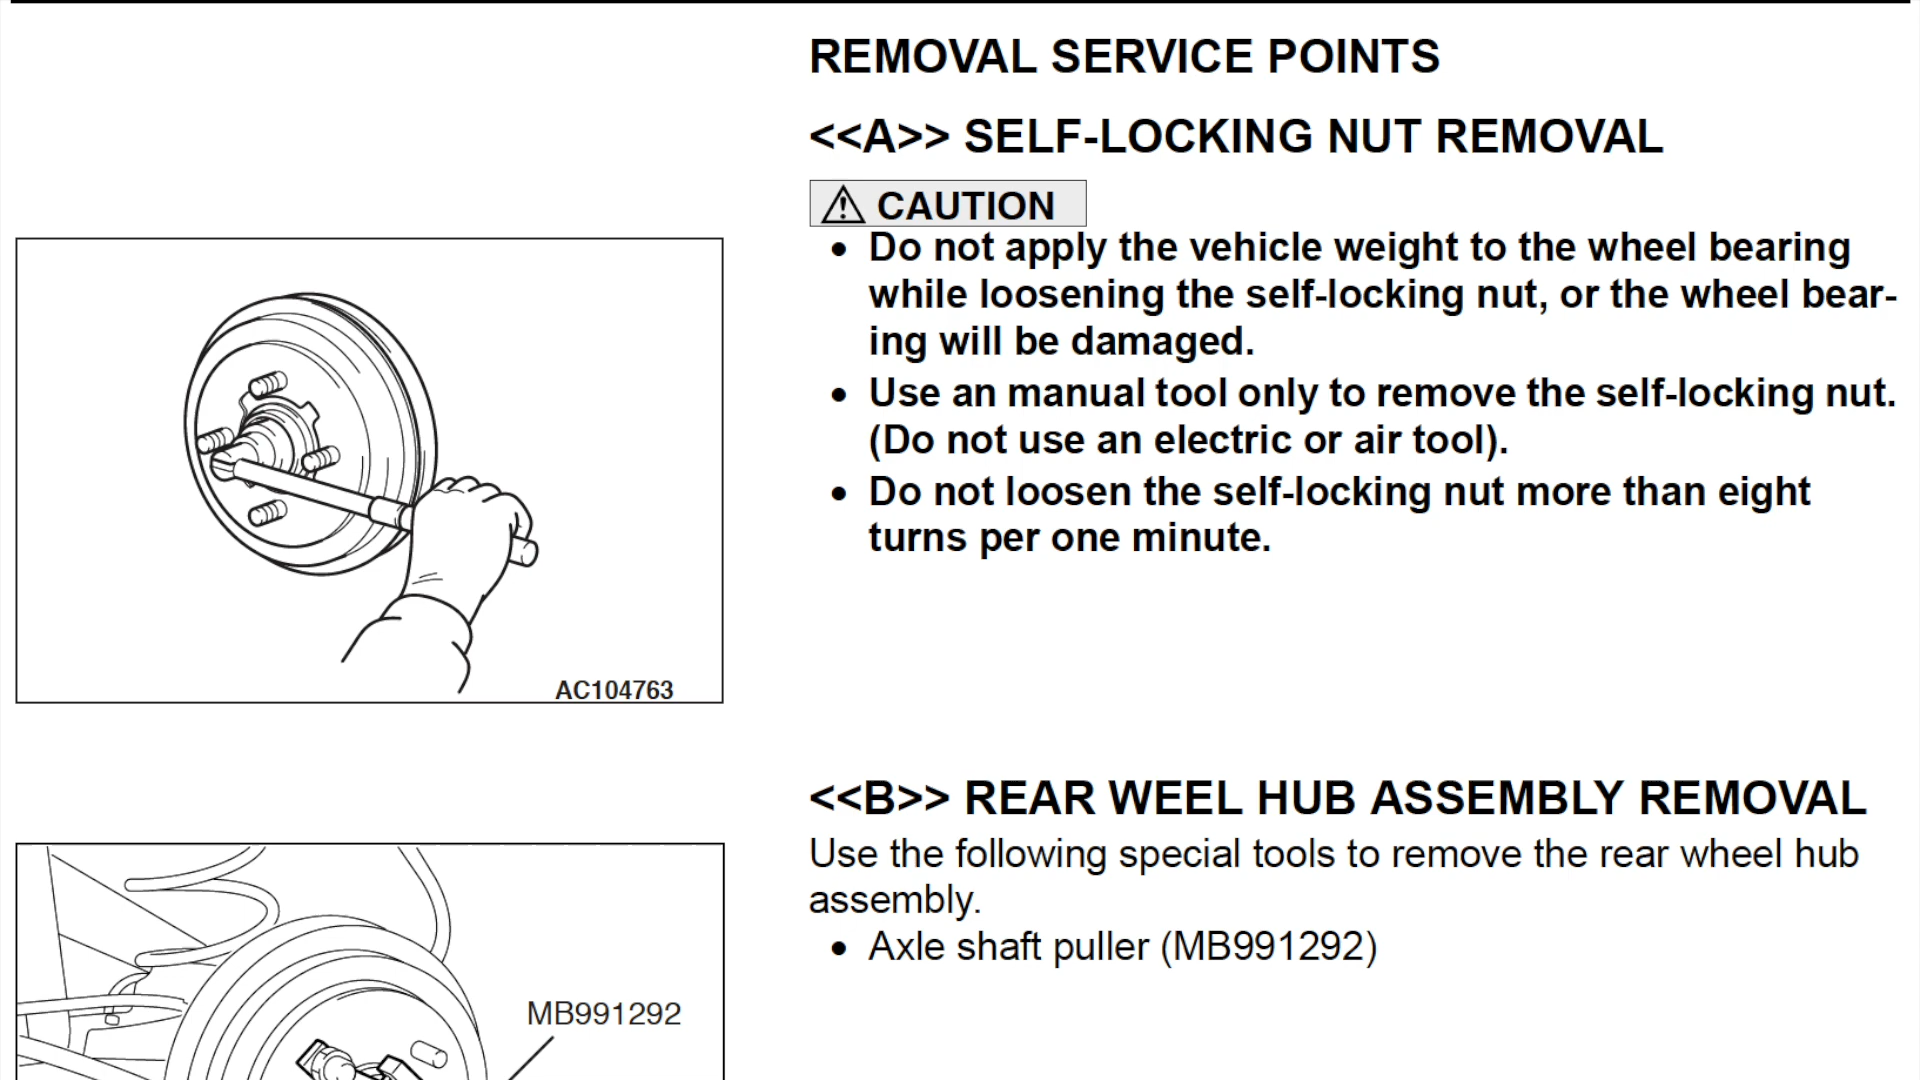 REMOVAL SERVICE POINTS
<<A>> SELF-LOCKING NUT REMOVAL
CAUTION
• Do not apply the vehicle weight to the wheel bearing
while loosening the self-locking nut, or the wheel bear-
ing will be damaged.
• Use an manual tool only to remove the self-locking nut.
(Do not use an electric or air tool).
• Do not loosen the self-locking nut more than eight
turns per one minute.
AC104763
<<B>> REAR WEEL HUB ASSEMBLY REMOVAL
Use the following special tools to remove the rear wheel hub
assembly.
• Axle shaft puller (MB991292)
MB991292